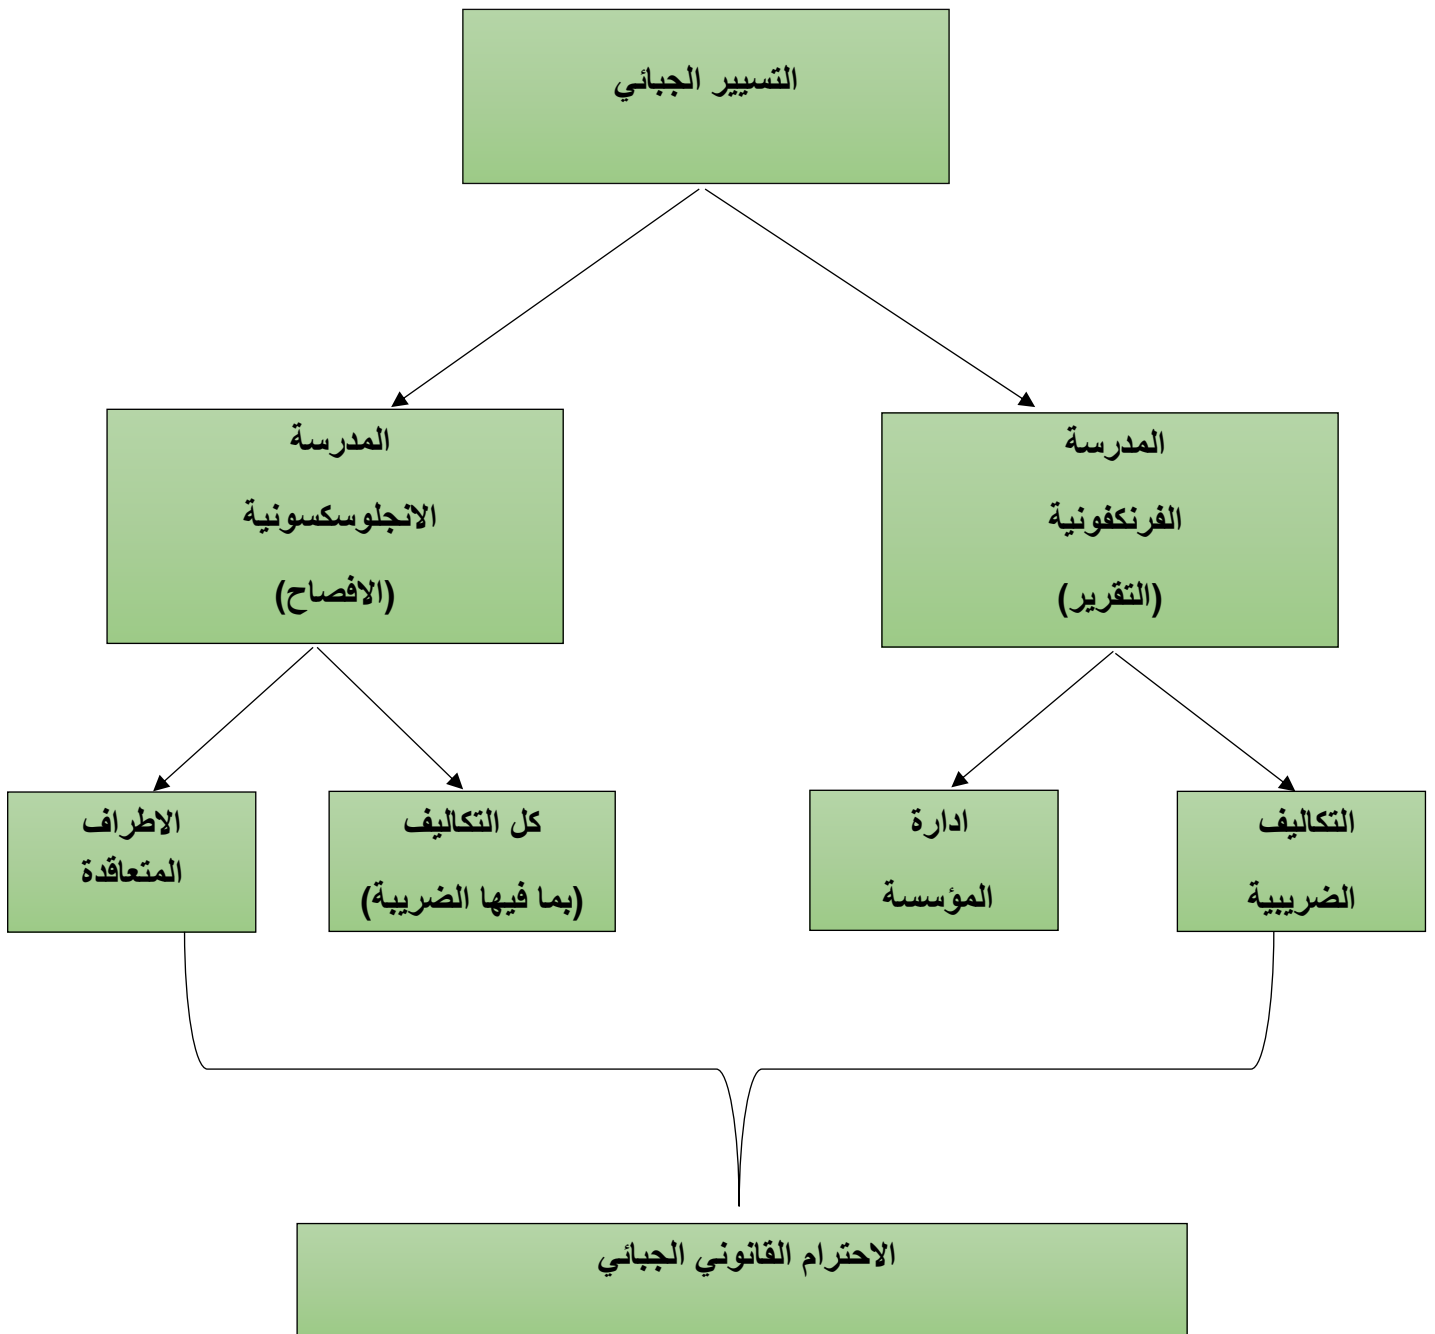 التسيير الجبائي
المدرسة
الفرنكفونية
(التقرير)
المدرسة
الانجلوسكسونية
(الافصاح)
التكاليف
الضريبية
ادارة
المؤسسة
كل التكاليف
(بما فيها الضريبة)
الاطراف
المتعاقدة
الاحترام القانوني الجبائي